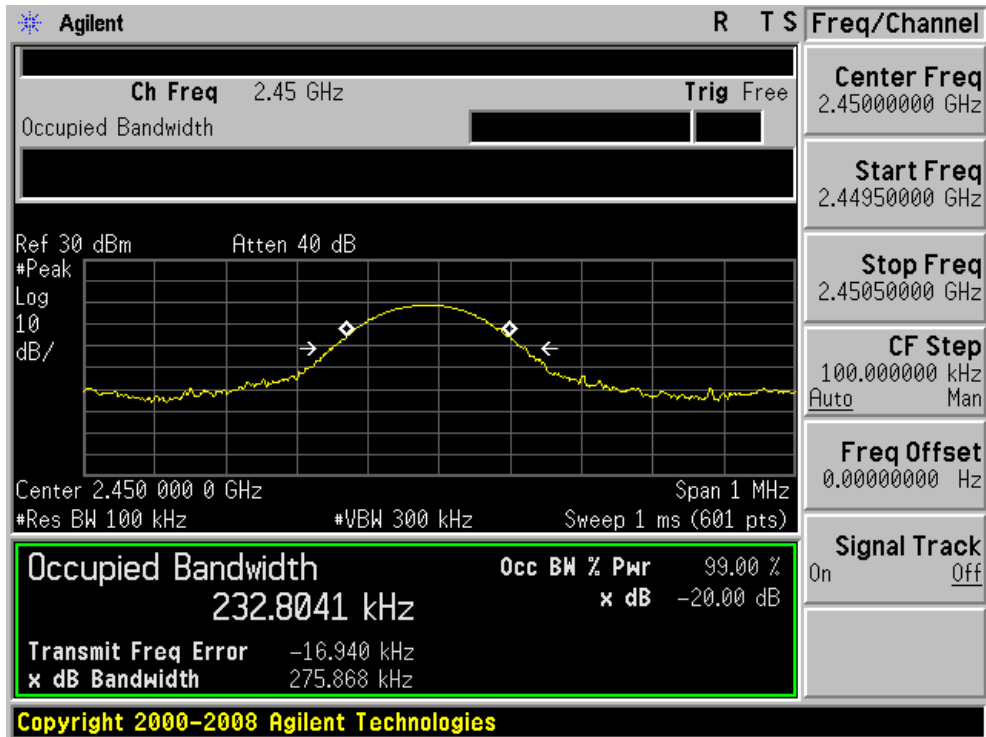 Agilent R T S Freq/Channel
Ch Freq 2.45 GHz Trig Free
Occupied Bandwidth
Center Freq
2.45000000 GHz
Start Freq
2.44950000 GHz
Stop Freq
2.45050000 GHz
CF Step
100.000000 kHz
Auto Man
Freq Offset
0.00000000 Hz
Signal Track
On Off
Ref 30 dBm Atten 40 dB
#Peak
Log
10
dB/
Center 2.450 000 0 GHz Span 1 MHz
#Res BW 100 kHz #VBW 300 kHz Sweep 1 ms (601 pts)
Occupied Bandwidth Occ BW % Pwr 99.00 %
232.8041 kHz x dB -20.00 dB
Transmit Freq Error -16.940 kHz
x dB Bandwidth 275.868 kHz
Copyright 2000-2008 Agilent Technologies